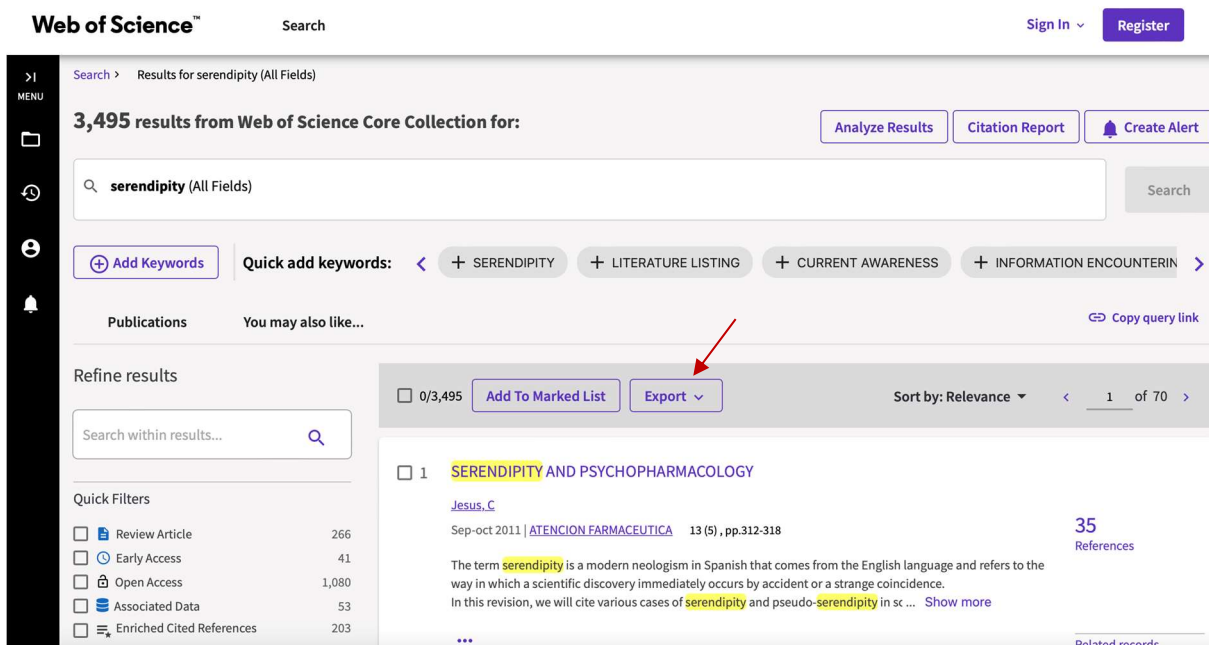 Web of Science™ Search Sign In Register
MENU
Search > Results for serendipity (All Fields)
3,495 results from Web of Science Core Collection for:
Analyze Results Citation Report Create Alert
serendipity (All Fields)
Search
Add Keywords Quick add keywords: + SERENDIPITY + LITERATURE LISTING + CURRENT AWARENESS + INFORMATION ENCOUNTERIN
Publications You may also like... Copy query link
Refine results
0/3,495 Add To Marked List Export Sort by: Relevance < 1 of 70 >
Search within results...
1 SERENDIPITY AND PSYCHOPHARMACOLOGY
Jesus, C
Sep-oct 2011 | ATENCION FARMACEUTICA 13 (5) , pp.312-318
35
References
The term serendipity is a modern neologism in Spanish that comes from the English language and refers to the
way in which a scientific discovery immediately occurs by accident or a strange coincidence.
In this revision, we will cite various cases of serendipity and pseudo-serendipity in sc ... Show more
Quick Filters
Review Article 266
Early Access 41
Open Access 1,080
Associated Data 53
Enriched Cited References 203
Related records